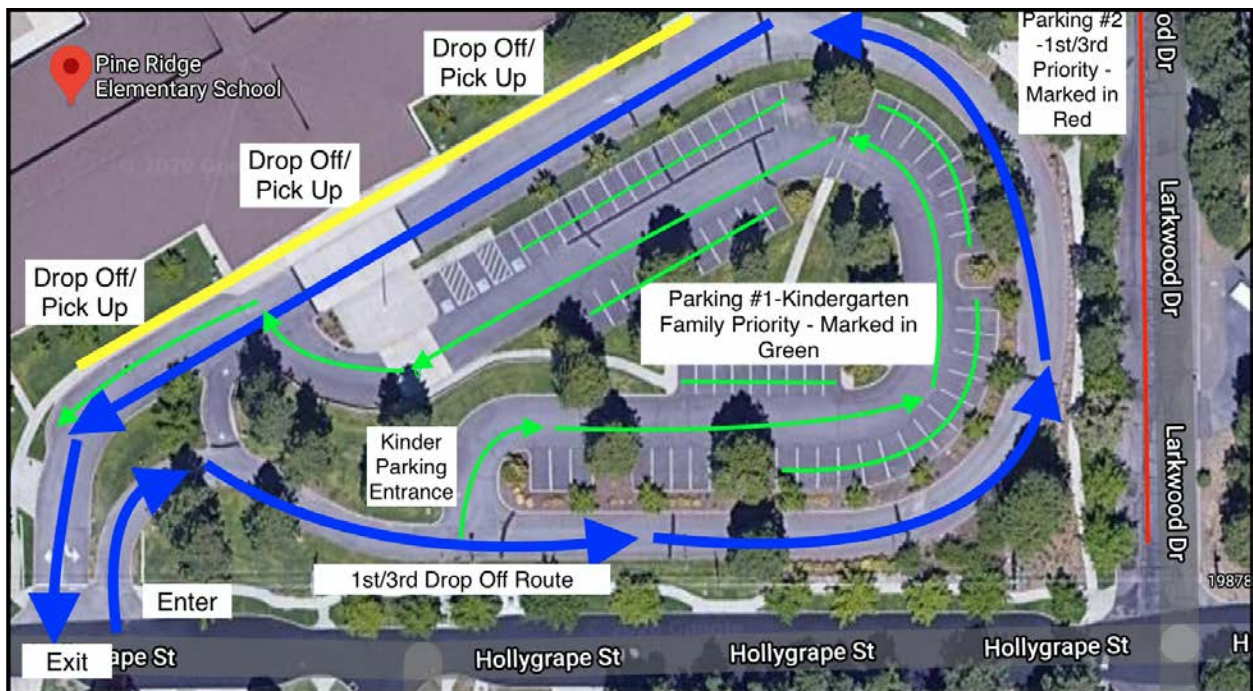 Pine Ridge
Elementary School
Drop Off/
Pick Up
Drop Off/
Pick Up
Drop Off/
Pick Up
Parking #2
-1st/3rd
Priority -
Marked in
Red
ood Dr
Larkwood Dr
Larkwood Dr
Parking #1-Kindergarten
Family Priority - Marked in
Green
Kinder
Parking
Entrance
1st/3rd Drop Off Route
Enter
Exit
ape St
Hollygrape St
Hollygrape St
Hollygrape St
H
19878